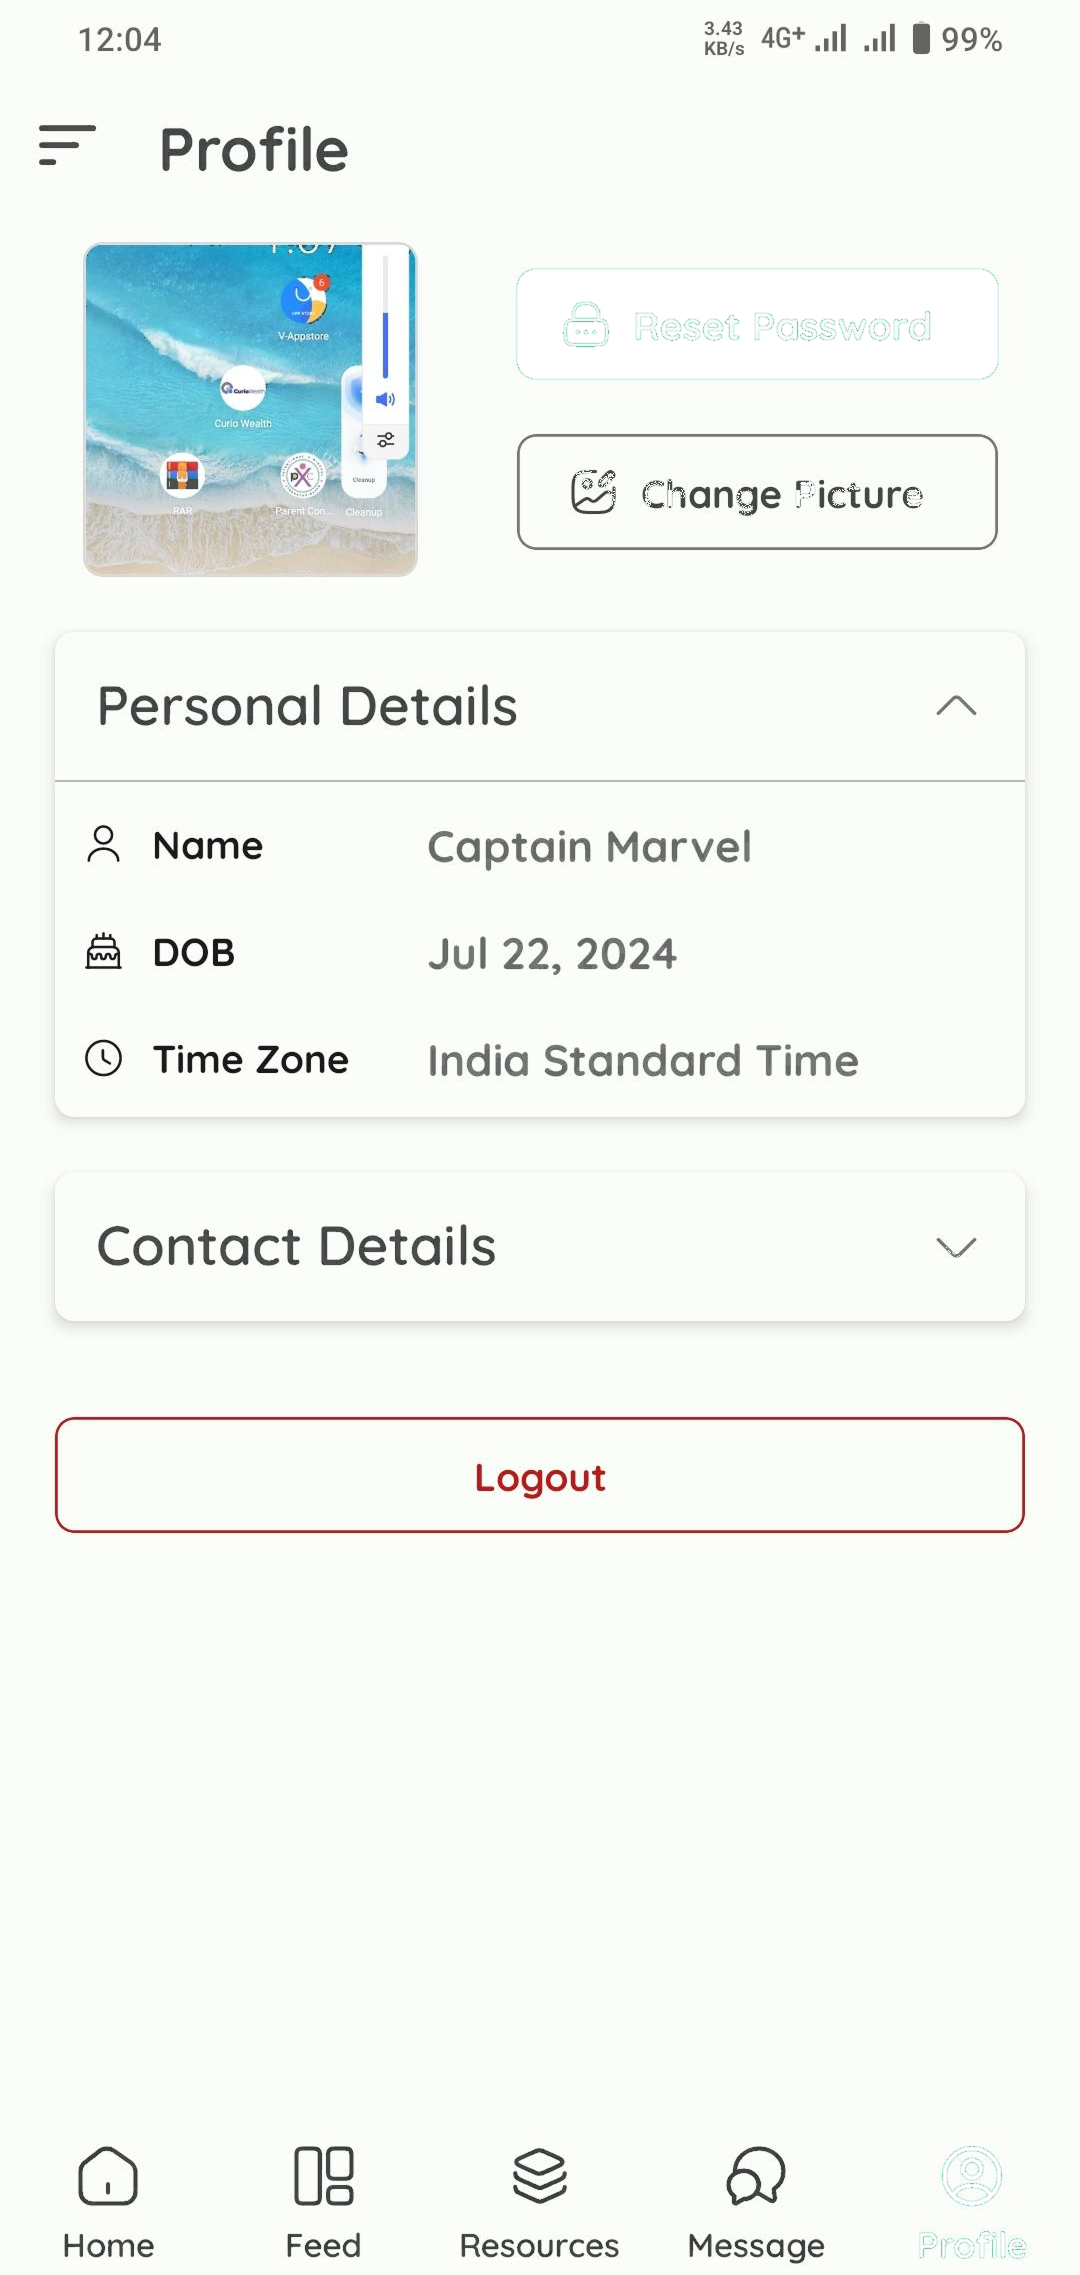 12:04
3.43
KB/s
4G+
99%
Profile
6
V-Appstore
Curio Wealth
RAR
Parent Con...
Cleanup
Cleanup
Reset Password
Change Picture
Personal Details
Name
Captain Marvel
DOB
Jul 22, 2024
Time Zone
India Standard Time
Contact Details
Logout
Home
Feed
Resources
Message
Profile